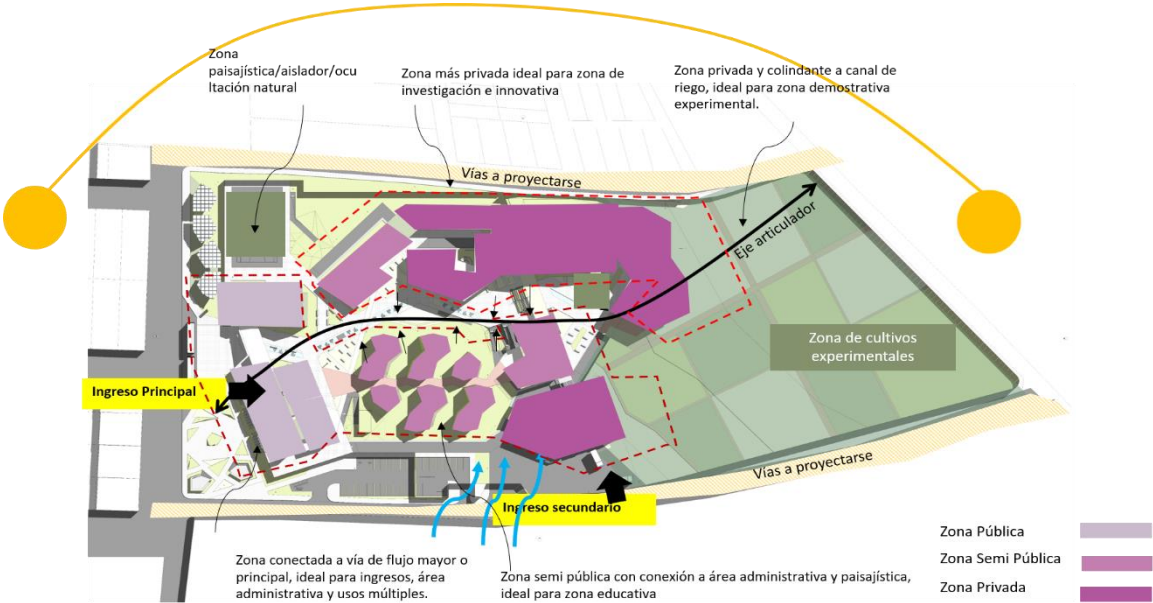 Zona
paisajística/aislador/ocu
ltación natural
Zona más privada ideal para zona de
investigación e innovativa
Zona privada y colindante a canal de
riego, ideal para zona demostrativa
experimental.
Vías a proyectarse
Eje articulador
Zona de cultivos
experimentales
Ingreso Principal
Vías a proyectarse
Ingreso secundario
Zona conectada a vía de flujo mayor o
principal, ideal para ingresos, área
administrativa y usos múltiples.
Zona semi pública con conexión a área administrativa y paisajística,
ideal para zona educativa
Zona Pública
Zona Semi Pública
Zona Privada